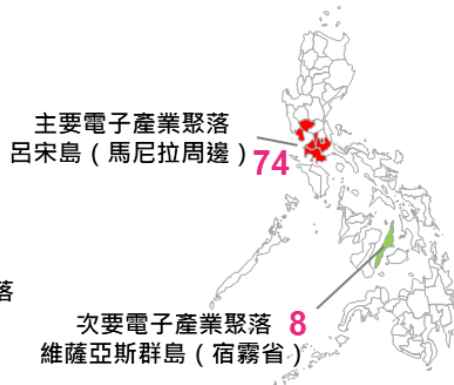 主要電子產業聚落
呂宋島（馬尼拉周邊）74
落
次要電子產業聚落 8
維薩亞斯群島（宿霧省）